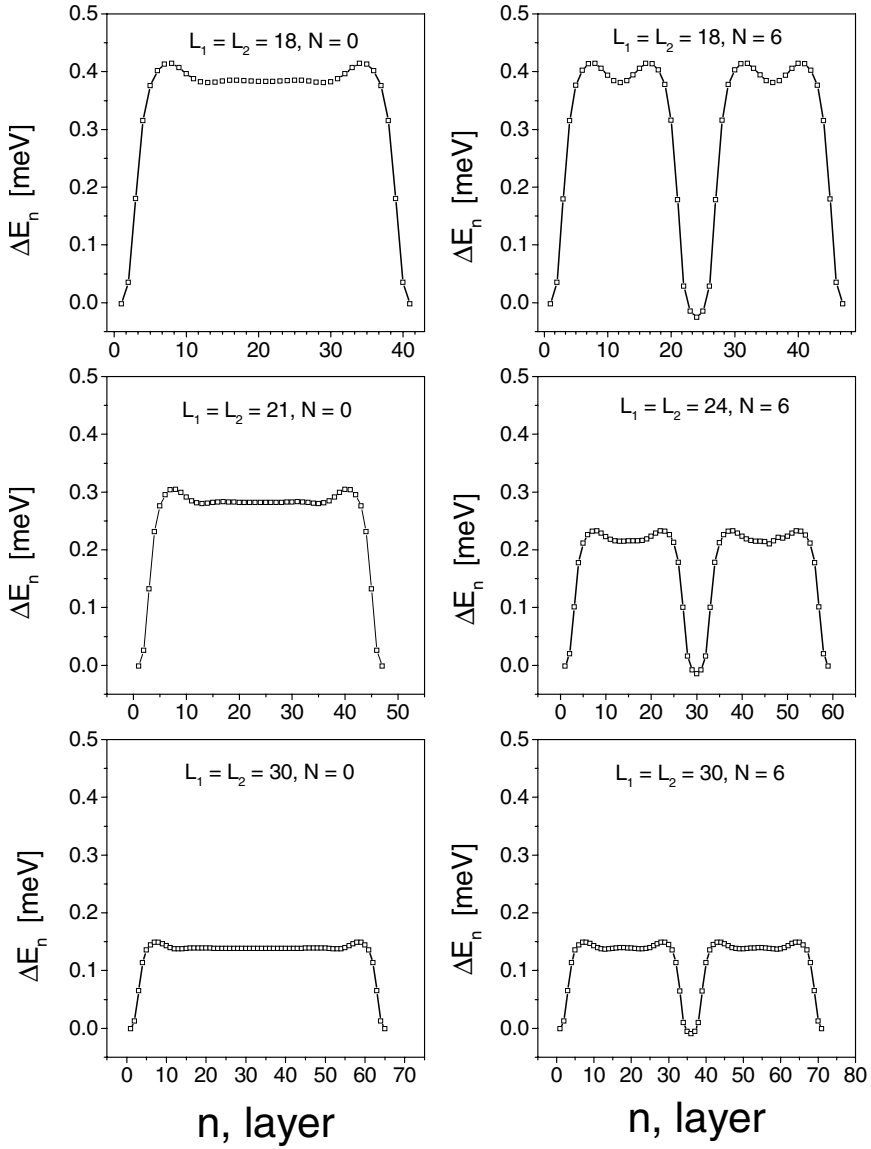 L₁ = L₂ = 18, N = 0
ΔEₙ [meV]
0.5
0.4
0.3
0.2
0.1
0.0
0 10 20 30 40
L₁ = L₂ = 18, N = 6
ΔEₙ [meV]
0.5
0.4
0.3
0.2
0.1
0.0
0 10 20 30 40
L₁ = L₂ = 21, N = 0
ΔEₙ [meV]
0.5
0.4
0.3
0.2
0.1
0.0
0 10 20 30 40 50
L₁ = L₂ = 24, N = 6
ΔEₙ [meV]
0.5
0.4
0.3
0.2
0.1
0.0
0 10 20 30 40 50 60
L₁ = L₂ = 30, N = 0
ΔEₙ [meV]
0.5
0.4
0.3
0.2
0.1
0.0
0 10 20 30 40 50 60 70
n, layer
L₁ = L₂ = 30, N = 6
ΔEₙ [meV]
0.5
0.4
0.3
0.2
0.1
0.0
0 10 20 30 40 50 60 70 80
n, layer